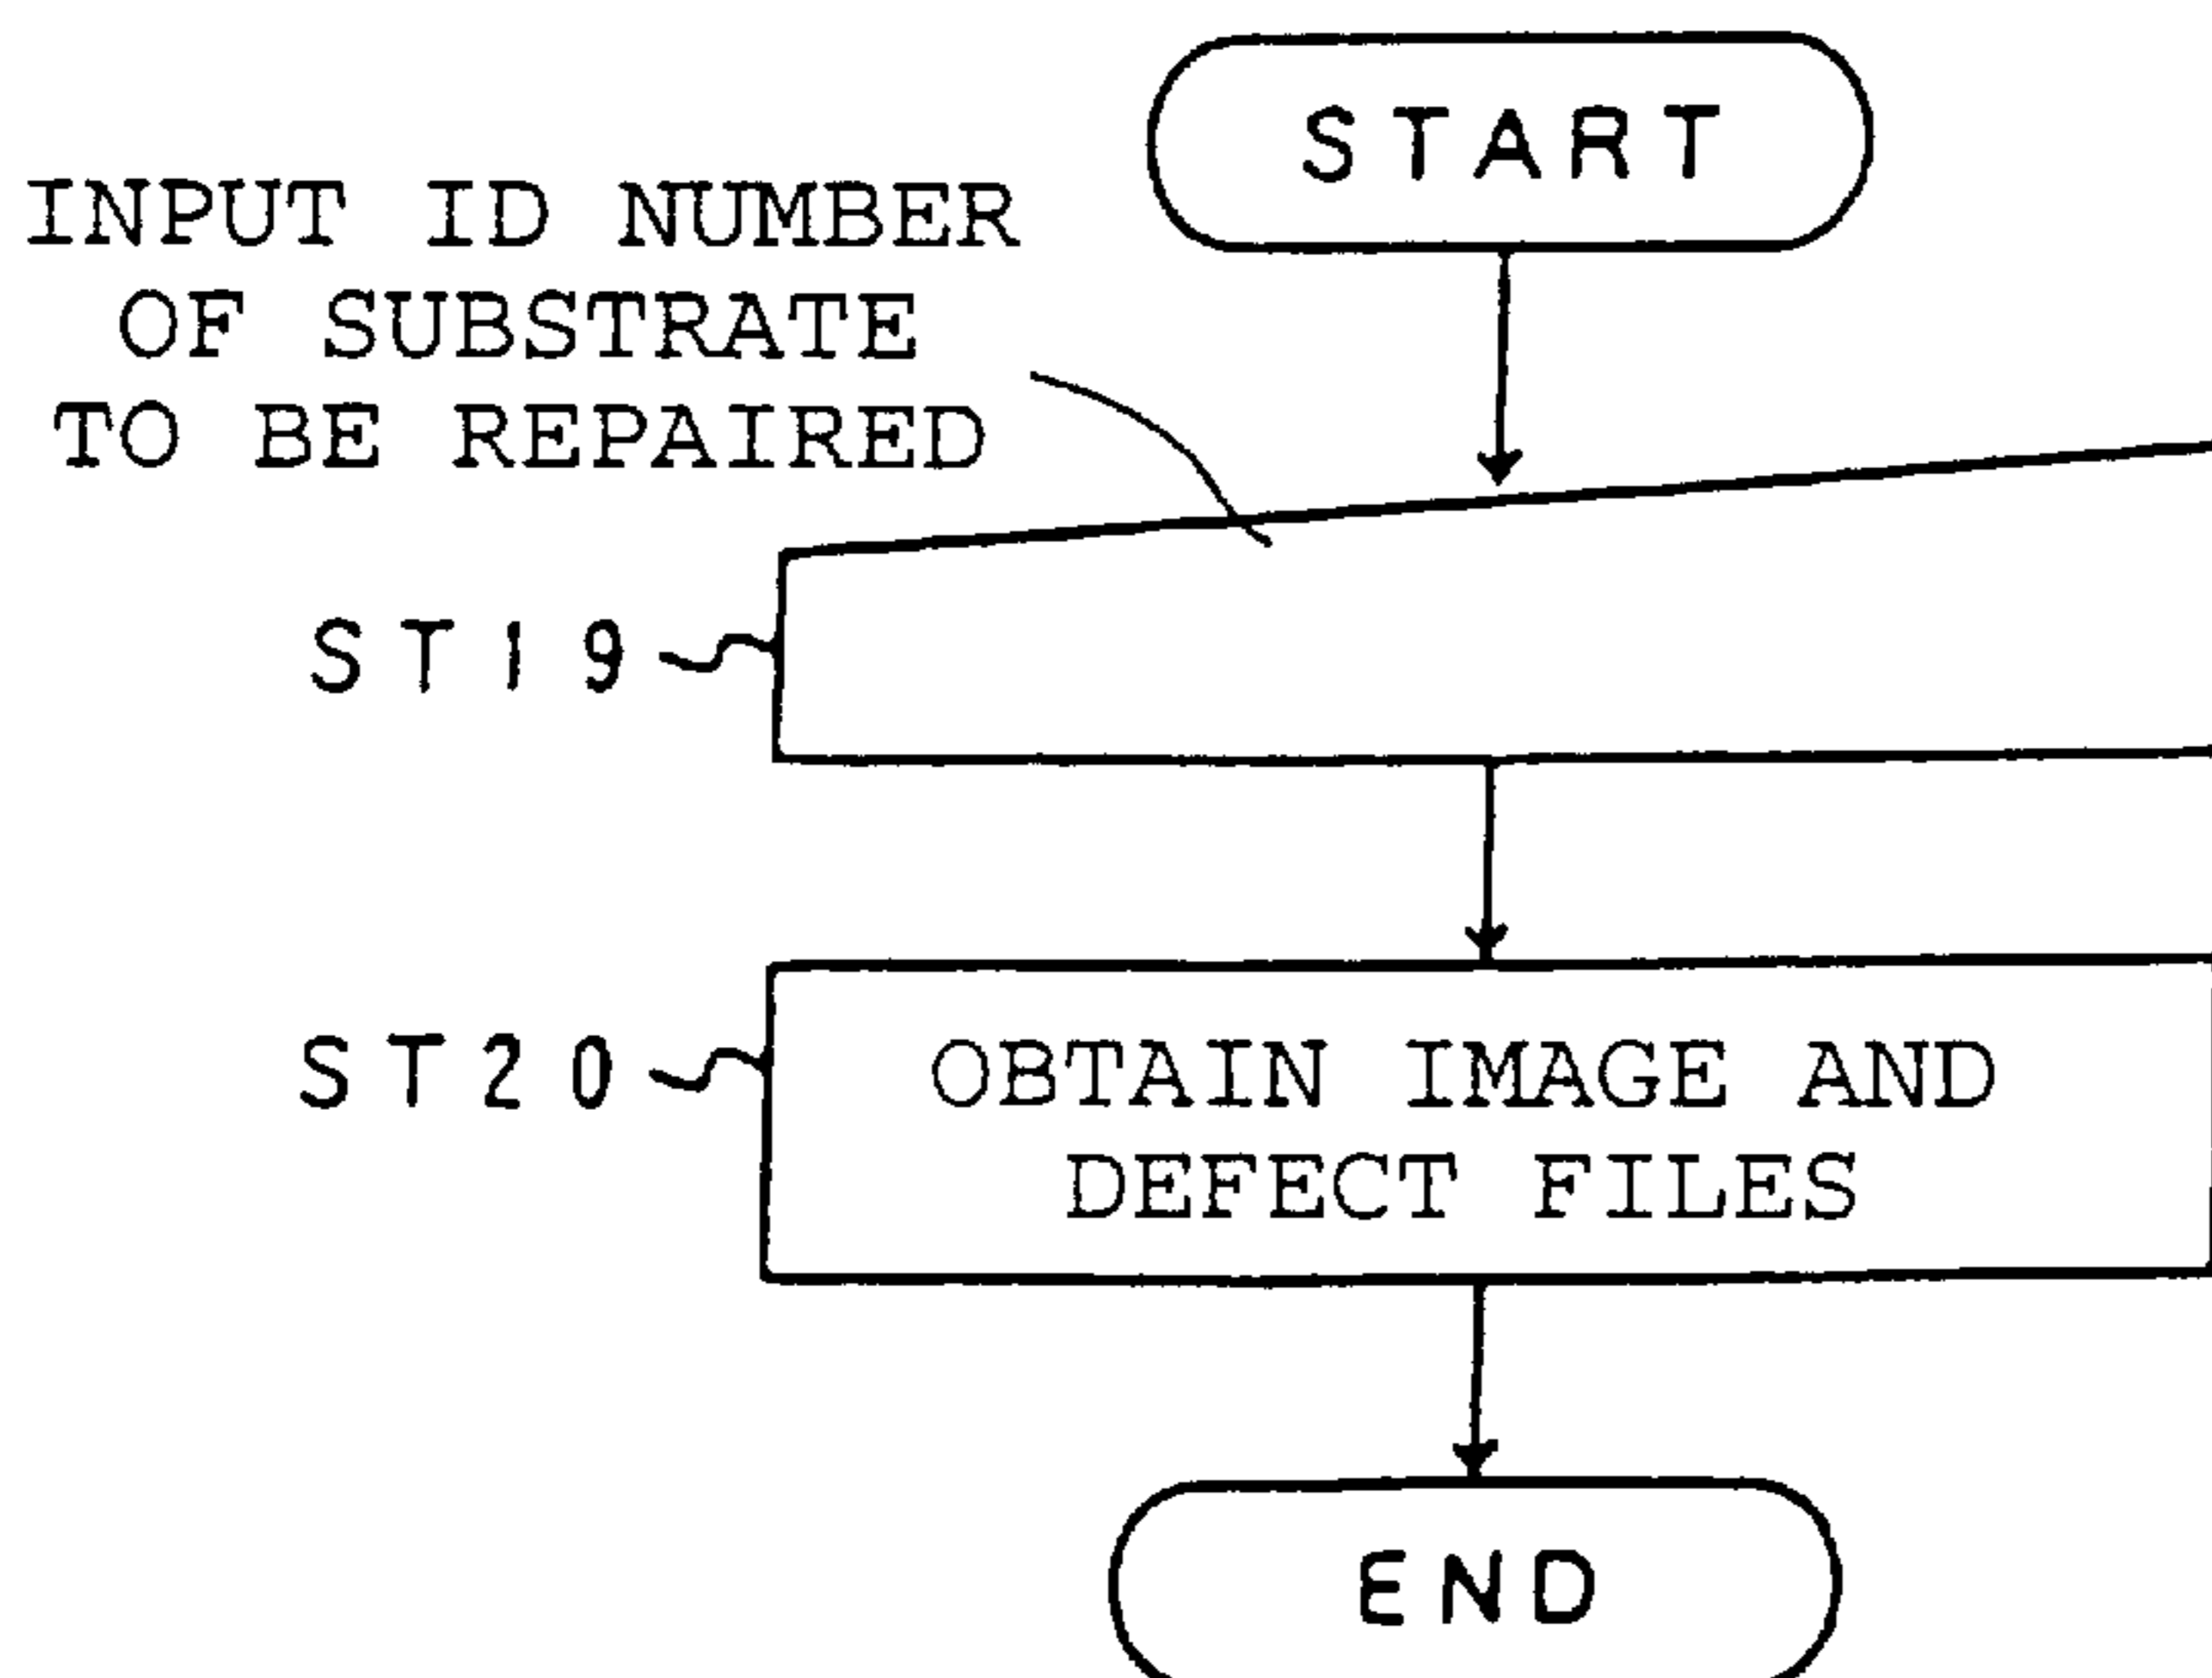 START
INPUT ID NUMBER
OF SUBSTRATE
TO BE REPAIRED
ST19
ST20
OBTAIN IMAGE AND
DEFECT FILES
END